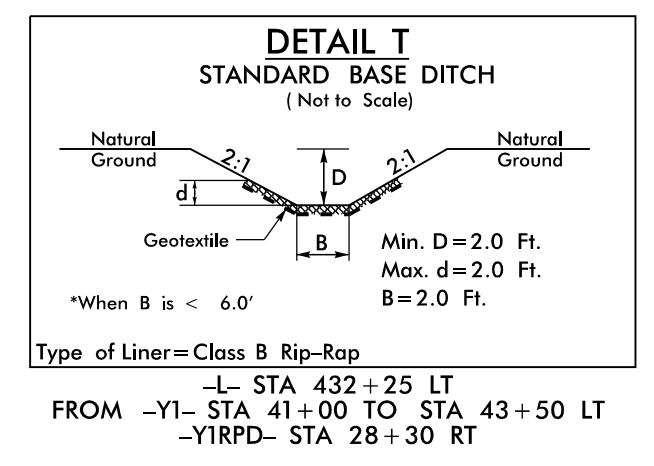 DETAIL T
STANDARD BASE DITCH
( Not to Scale)
Natural
Ground
2:1
D
2:1
Natural
Ground
d
Geotextile
B
Min. D=2.0 Ft.
Max. d=2.0 Ft.
B=2.0 Ft.
*When B is < 6.0'
Type of Liner=Class B Rip-Rap
-L- STA 432+25 LT
FROM -Y1- STA 41+00 TO STA 43+50 LT
-Y1RPD- STA 28+30 RT